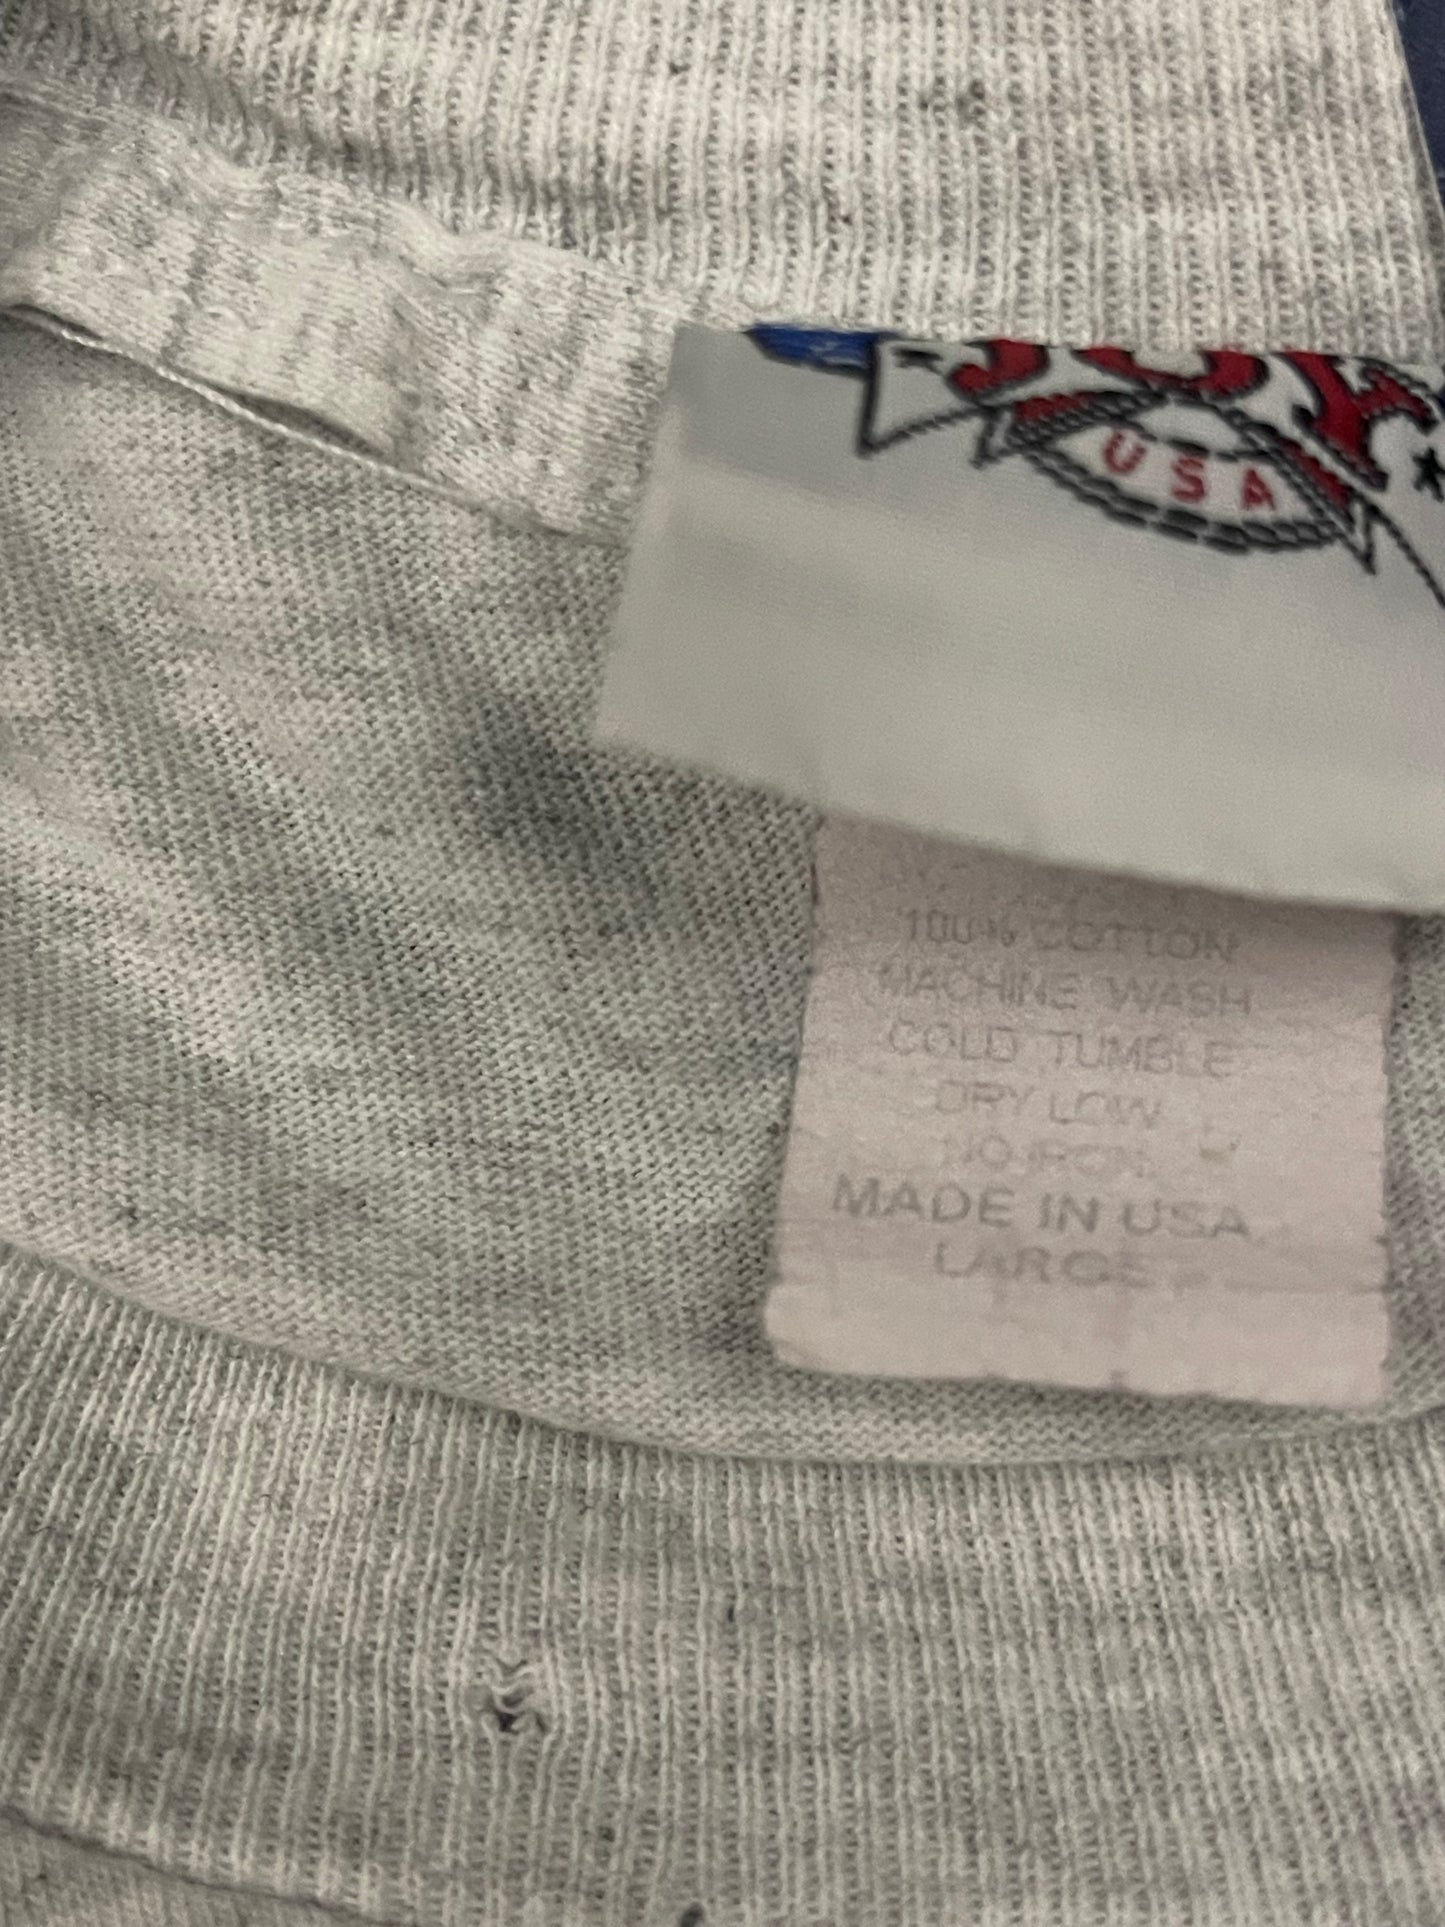 USA
100% COTTON
MACHINE WASH
COLD TUMBLE
DRY LOW
NO IRON
MADE IN USA
LARGE